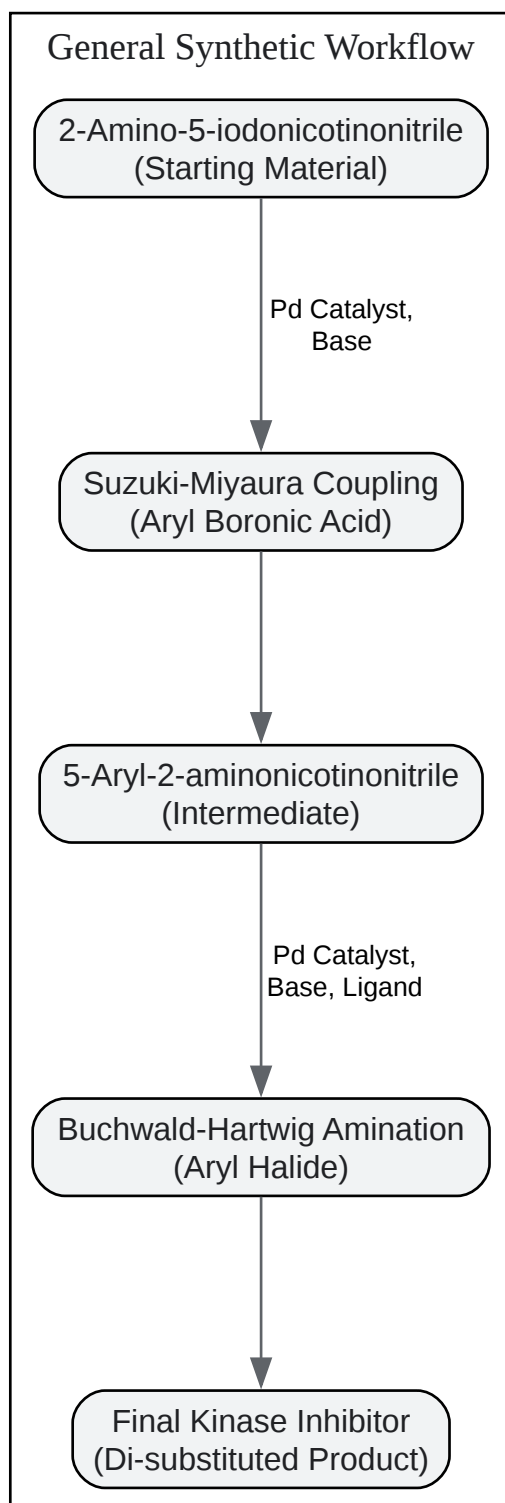 General Synthetic Workflow
2-Amino-5-iodonicotinonitrile
(Starting Material)
Pd Catalyst,
Base
Suzuki-Miyaura Coupling
(Aryl Boronic Acid)
5-Aryl-2-aminonicotinonitrile
(Intermediate)
Pd Catalyst,
Base, Ligand
Buchwald-Hartwig Amination
(Aryl Halide)
Final Kinase Inhibitor
(Di-substituted Product)